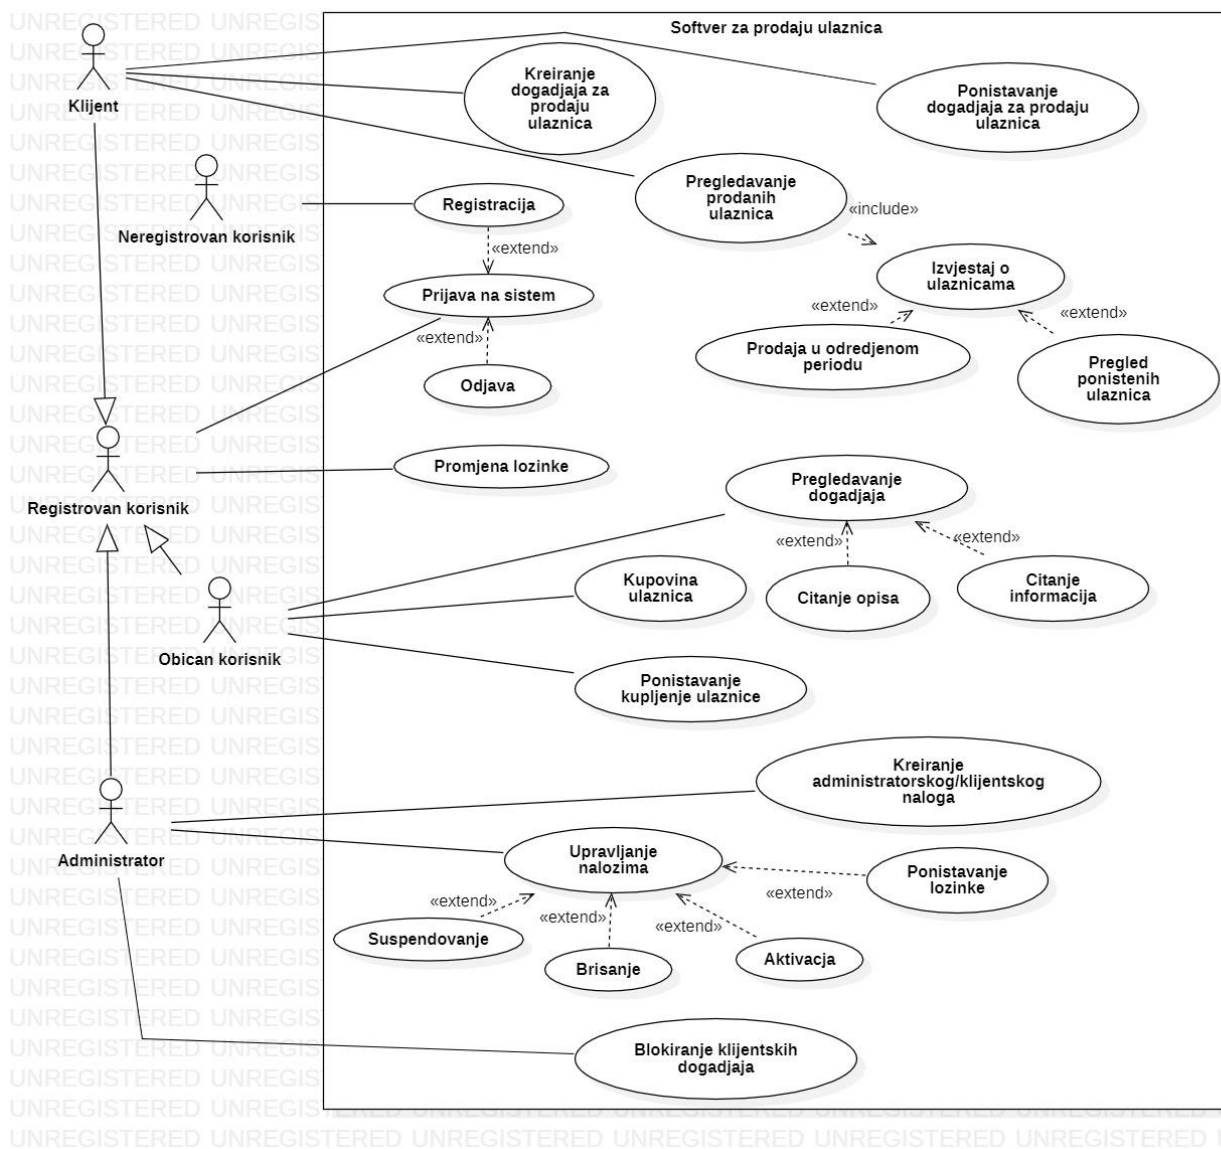 Softver za prodaju ulaznica
Klijent
Kreiranje
dogadjaja za
prodaju
ulaznica
Ponistavanje
dogadjaja za prodaju
ulaznica
Neregistrovan korisnik
Registracija
Pregledavanje
prodanih
ulaznica
«include»
«extend»
Prijava na sistem
Izvjestaj o
ulaznicama
«extend»
«extend»
«extend»
Prodaja u odredjenom
periodu
Pregled
ponistenih
ulaznica
Odjava
Registrovan korisnik
Promjena lozinke
Pregledavanje
dogadjaja
«extend»
«extend»
Obican korisnik
Kupovina
ulaznica
Citanje opisa
Citanje
informacija
Ponistavanje
kupljenje ulaznice
Kreiranje
administratorskog/klijentskog
naloga
Administrator
Upravljanje
nalozima
Ponistavanje
lozinke
«extend»
«extend»
«extend»
«extend»
Suspendovanje
Brisanje
Aktivacja
Blokiranje klijentskih
dogadjaja
UNREGISTERED UNREGISTERED UNREGISTERED UNREGISTERED UNREGISTERED UNREGISTERED